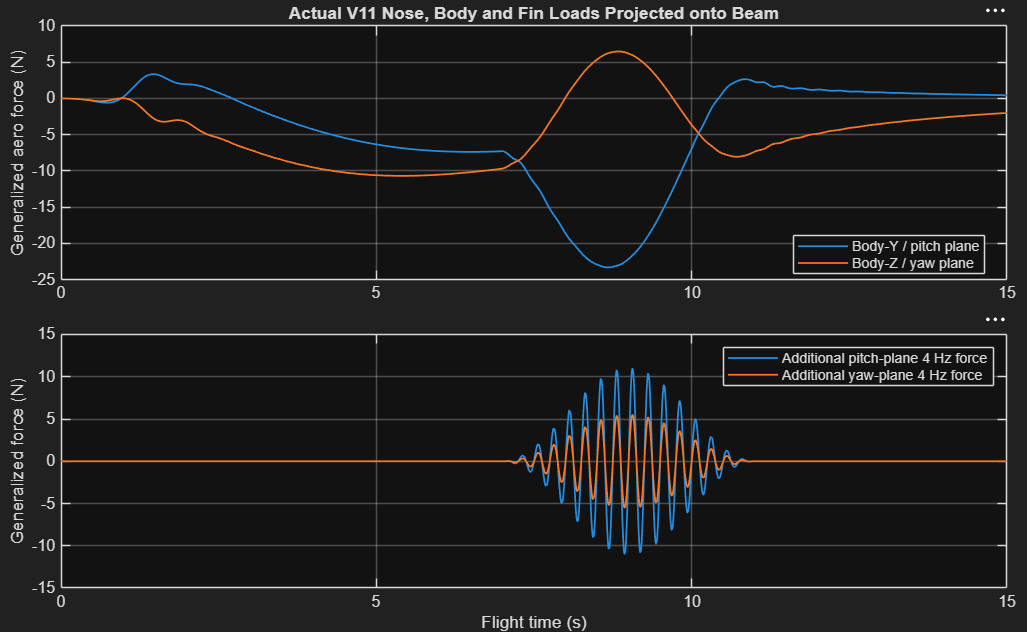 Actual V11 Nose, Body and Fin Loads Projected onto Beam
Generalized aero force (N)
10
5
0
-5
-10
-15
-20
-25
0
5
10
15
Body-Y / pitch plane
Body-Z / yaw plane
Generalized force (N)
15
10
5
0
-5
-10
-15
0
5
10
15
Additional pitch-plane 4 Hz force
Additional yaw-plane 4 Hz force
Flight time (s)